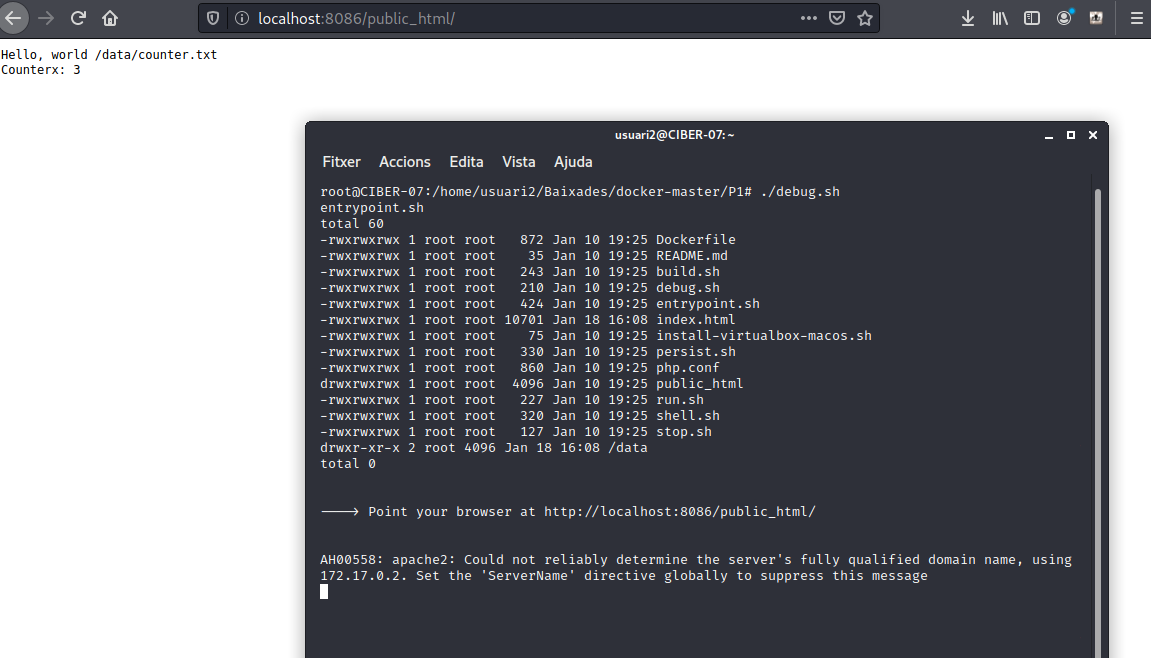 localhost:8086/public_html/
Hello, world /data/counter.txt
Counterx: 3
usuari2@CIBER-07:~
Fitxer Accions Edita Vista Ajuda
root@CIBER-07:/home/usuari2/Baixades/docker-master/P1# ./debug.sh
entrypoint.sh
total 60
-rwxrwxrwx 1 root root   872 Jan 10 19:25 Dockerfile
-rwxrwxrwx 1 root root    35 Jan 10 19:25 README.md
-rwxrwxrwx 1 root root   243 Jan 10 19:25 build.sh
-rwxrwxrwx 1 root root   210 Jan 10 19:25 debug.sh
-rwxrwxrwx 1 root root   424 Jan 10 19:25 entrypoint.sh
-rwxrwxrwx 1 root root 10701 Jan 18 16:08 index.html
-rwxrwxrwx 1 root root    75 Jan 10 19:25 install-virtualbox-macos.sh
-rwxrwxrwx 1 root root   330 Jan 10 19:25 persist.sh
-rwxrwxrwx 1 root root   860 Jan 10 19:25 php.conf
drwxrwxrwx 1 root root  4096 Jan 10 19:25 public_html
-rwxrwxrwx 1 root root   227 Jan 10 19:25 run.sh
-rwxrwxrwx 1 root root   320 Jan 10 19:25 shell.sh
-rwxrwxrwx 1 root root   127 Jan 10 19:25 stop.sh
drwxr-xr-x 2 root 4096 Jan 18 16:08 /data
total 0
----> Point your browser at http://localhost:8086/public_html/
AH00558: apache2: Could not reliably determine the server's fully qualified domain name, using
172.17.0.2. Set the 'ServerName' directive globally to suppress this message